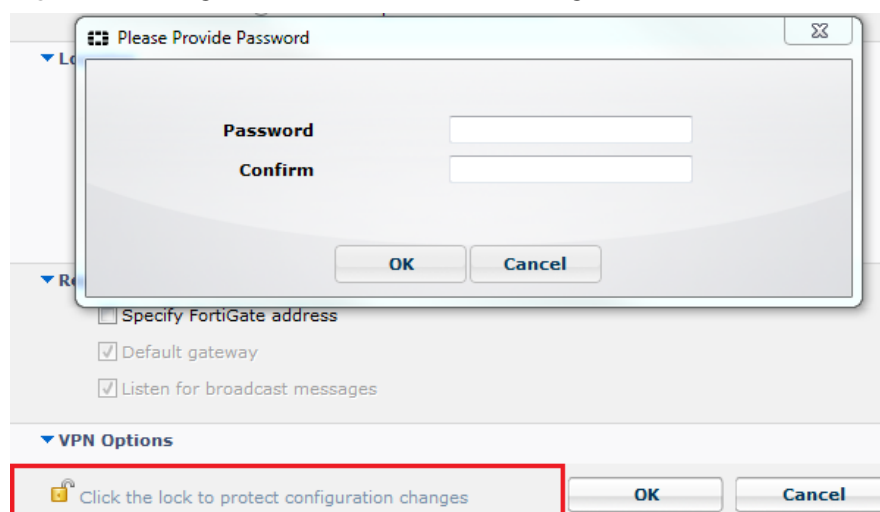 Please Provide Password
Password
Confirm
OK Cancel
Specify FortiGate address
Default gateway
Listen for broadcast messages
VPN Options
Click the lock to protect configuration changes
OK Cancel